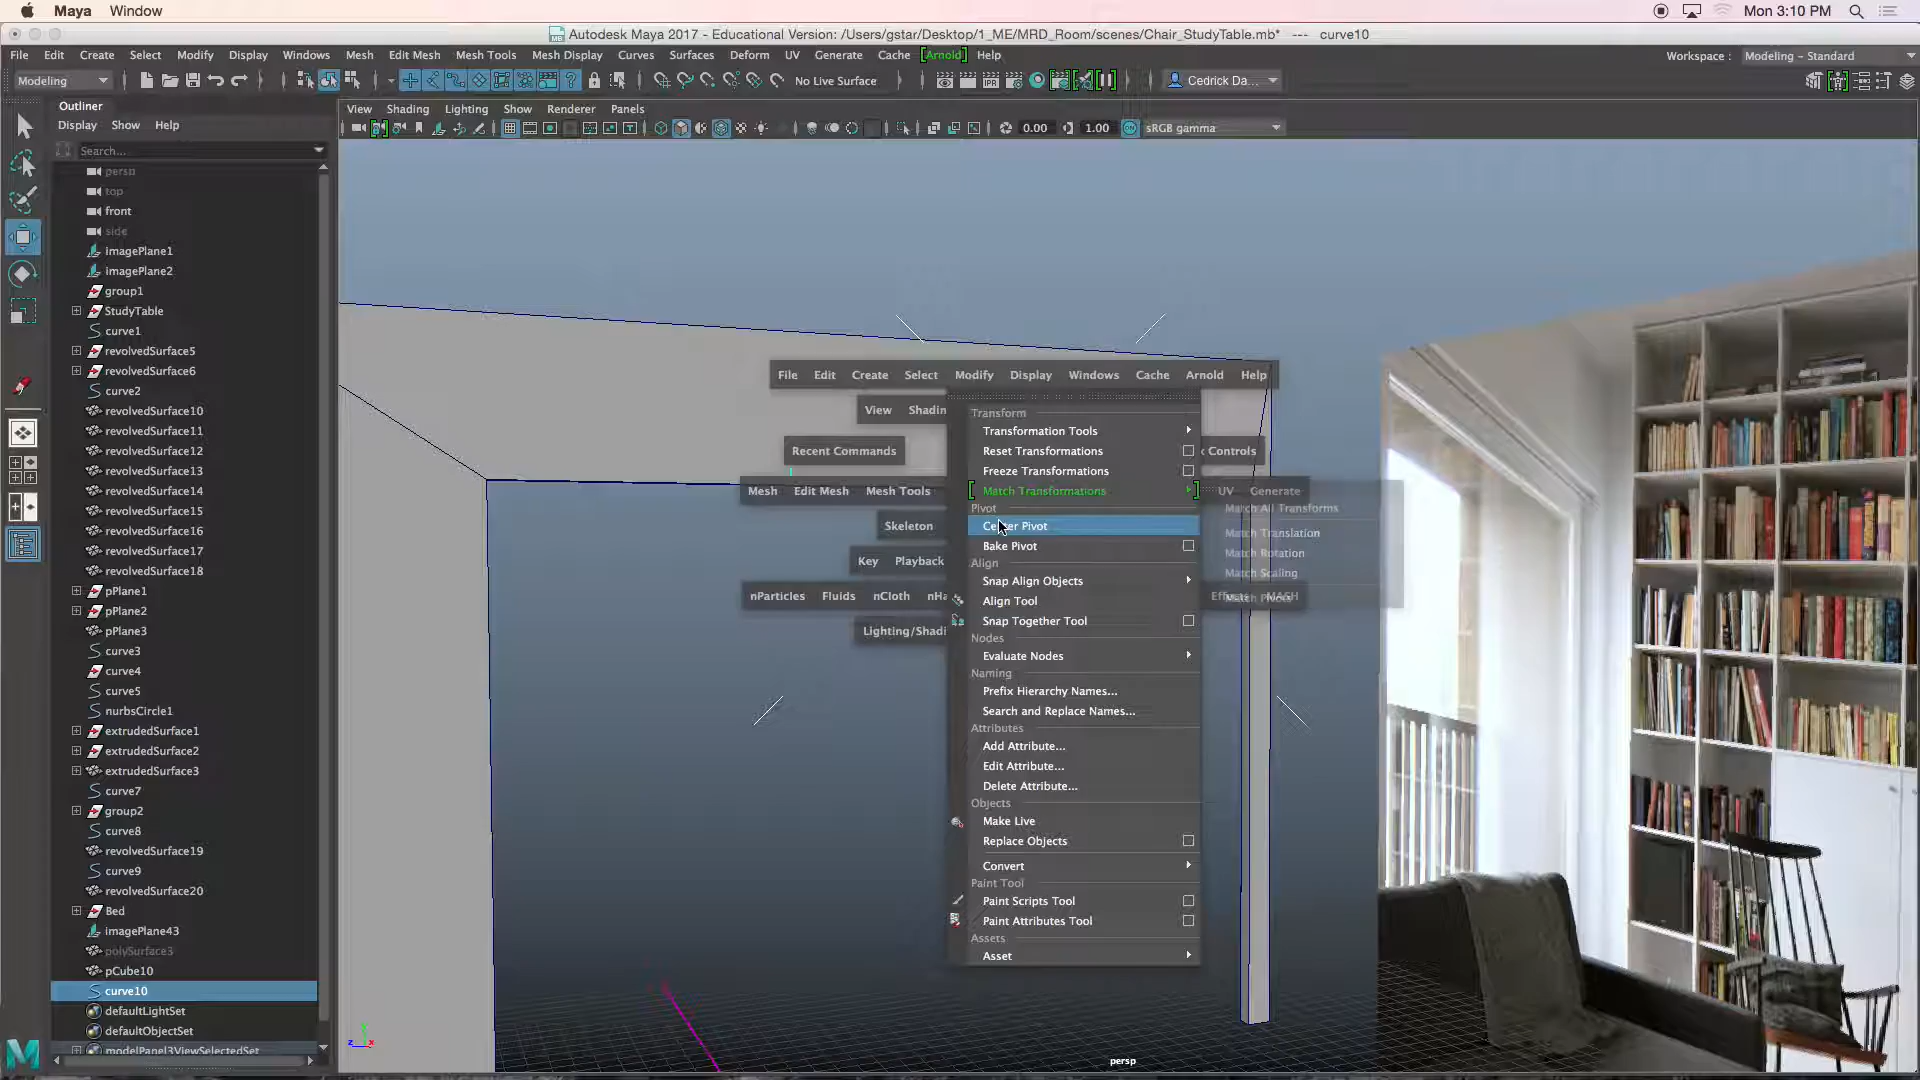 Maya Window Mon 3:10 PM
Autodesk Maya 2017 - Educational Version: /Users/gstar/Desktop/1_ME/MRD_Room/scenes/Chair_StudyTable.mb* --- curve10
File Edit Create Select Modify Display Windows Mesh Edit Mesh Mesh Tools Mesh Display Curves Surfaces Deform UV Generate Cache [Arnold] Help Workspace : Modeling - Standard
Modeling No Live Surface IPR Cedrick Da...
Outliner
Display Show Help
Search...
View Shading Lighting Show Renderer Panels
0.00 1.00 sRGB gamma
persp
top
front
side
imagePlane1
imagePlane2
group1
StudyTable
curve1
revolvedSurface5
revolvedSurface6
curve2
revolvedSurface10
revolvedSurface11
revolvedSurface12
revolvedSurface13
revolvedSurface14
revolvedSurface15
revolvedSurface16
revolvedSurface17
revolvedSurface18
pPlane1
pPlane2
pPlane3
curve3
curve4
curve5
nurbsCircle1
extrudedSurface1
extrudedSurface2
extrudedSurface3
curve7
group2
curve8
revolvedSurface19
curve9
revolvedSurface20
Bed
imagePlane43
polySurface3
pCube10
curve10
defaultLightSet
defaultObjectSet
modelPanel3ViewSelectedSet
File Edit Create Select Modify Display Windows Cache Arnold Help
View Shadin
Recent Commands Controls
Mesh Edit Mesh Mesh Tools UV Generate
Skeleton
Key Playback
nParticles Fluids nCloth nHa MASH
Lighting/Shadi
Transform
Transformation Tools
Reset Transformations
Freeze Transformations
Match Transformations
Pivot
Center Pivot
Bake Pivot
Align
Snap Align Objects
Align Tool
Snap Together Tool
Nodes
Evaluate Nodes
Naming
Prefix Hierarchy Names...
Search and Replace Names...
Attributes
Add Attribute...
Edit Attribute...
Delete Attribute...
Objects
Make Live
Replace Objects
Convert
Paint Tool
Paint Scripts Tool
Paint Attributes Tool
Assets
Asset
Match All Transforms
Match Translation
Match Rotation
Match Scaling
persp